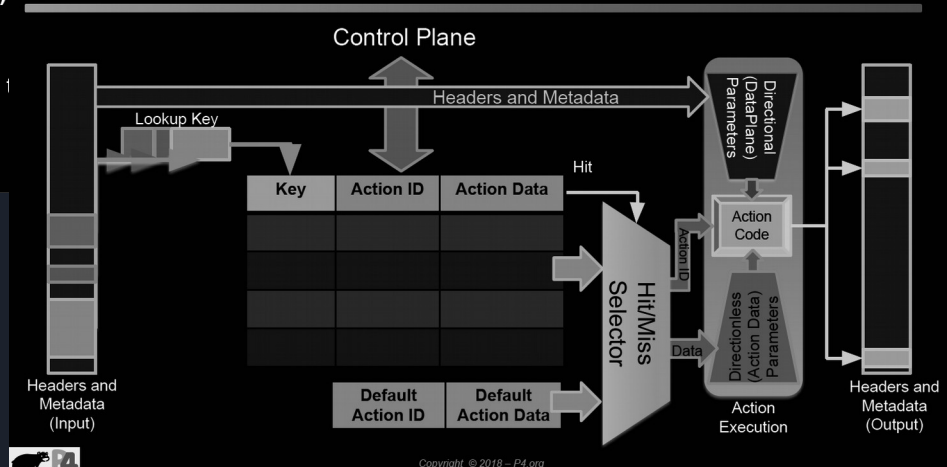 Control Plane
Headers and Metadata
Lookup Key
Hit
Key
Action ID
Action Data
Default
Action ID
Default
Action Data
Hit/Miss
Selector
Action ID
Data
Directional
(DataPlane)
Parameters
Action
Code
Directionless
(Action Data)
Parameters
Action
Execution
Headers and
Metadata
(Input)
Headers and
Metadata
(Output)
P4
Copyright © 2018 – P4.org